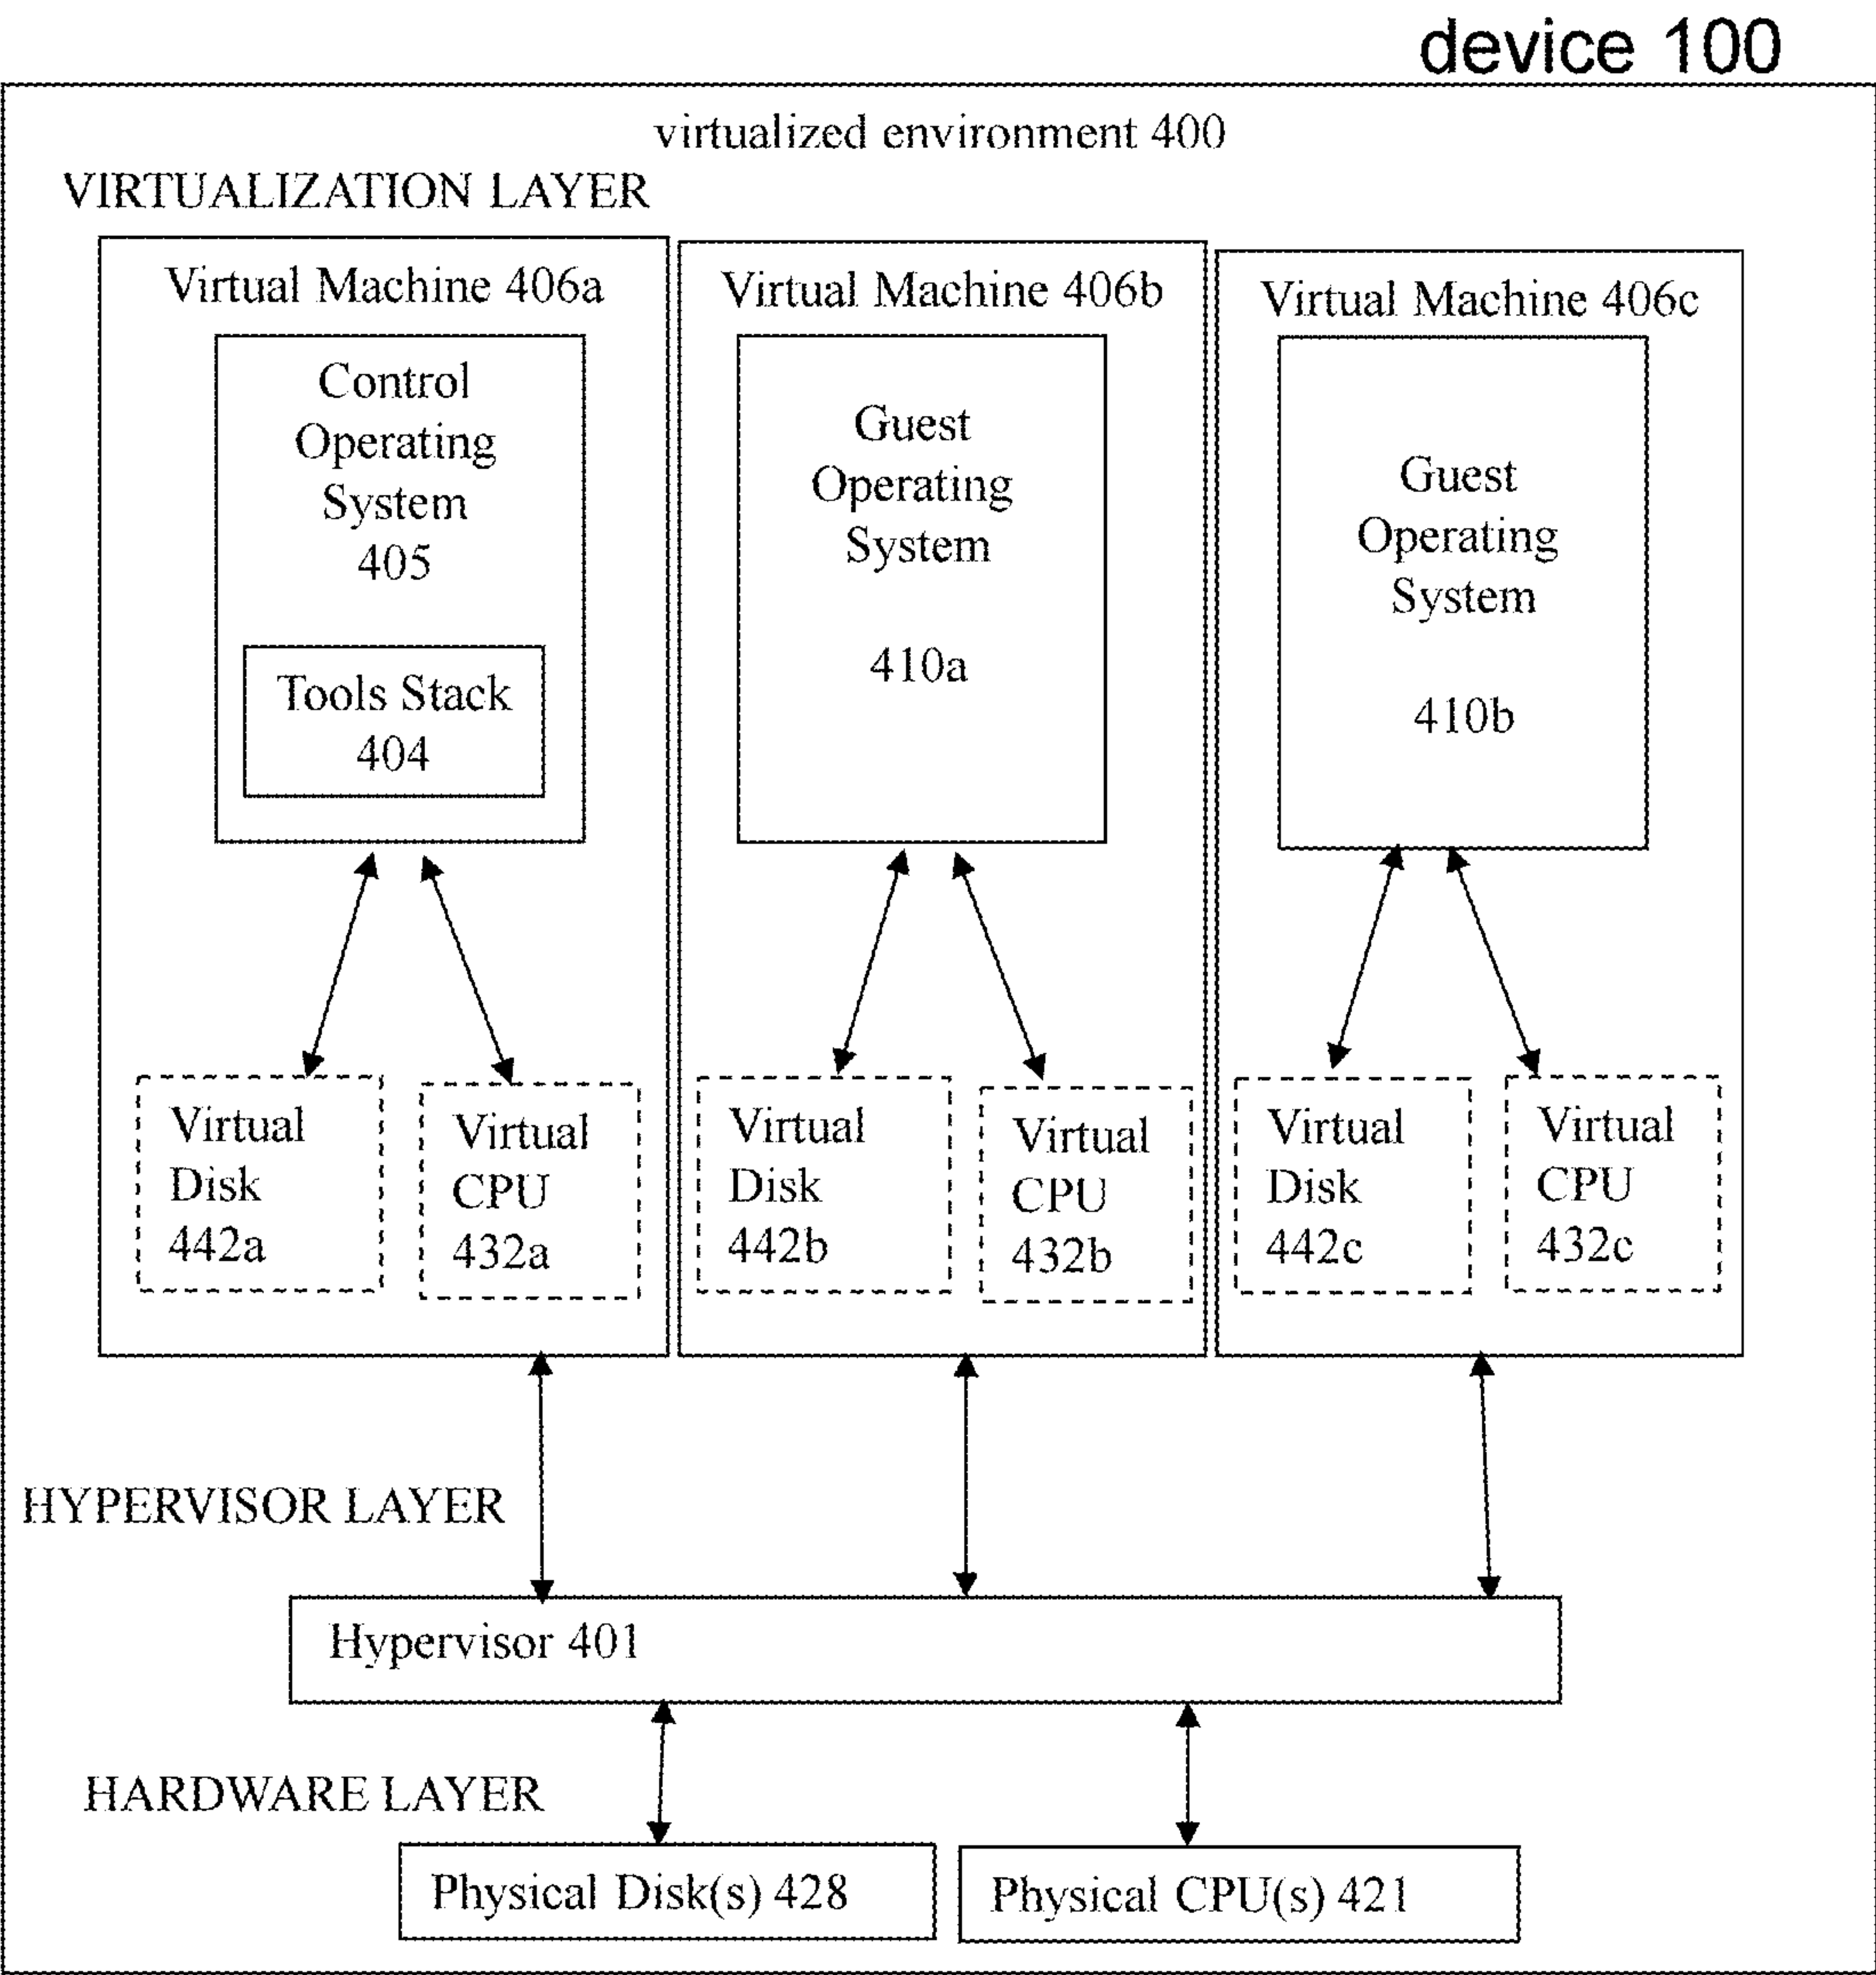 device 100
virtualized environment 400
VIRTUALIZATION LAYER
Virtual Machine 406a
Control
Operating
System
405
Tools Stack
404
Virtual
Disk
442a
Virtual
CPU
432a
Virtual Machine 406b
Guest
Operating
System
410a
Virtual
Disk
442b
Virtual
CPU
432b
Virtual Machine 406c
Guest
Operating
System
410b
Virtual
Disk
442c
Virtual
CPU
432c
HYPERVISOR LAYER
Hypervisor 401
HARDWARE LAYER
Physical Disk(s) 428
Physical CPU(s) 421